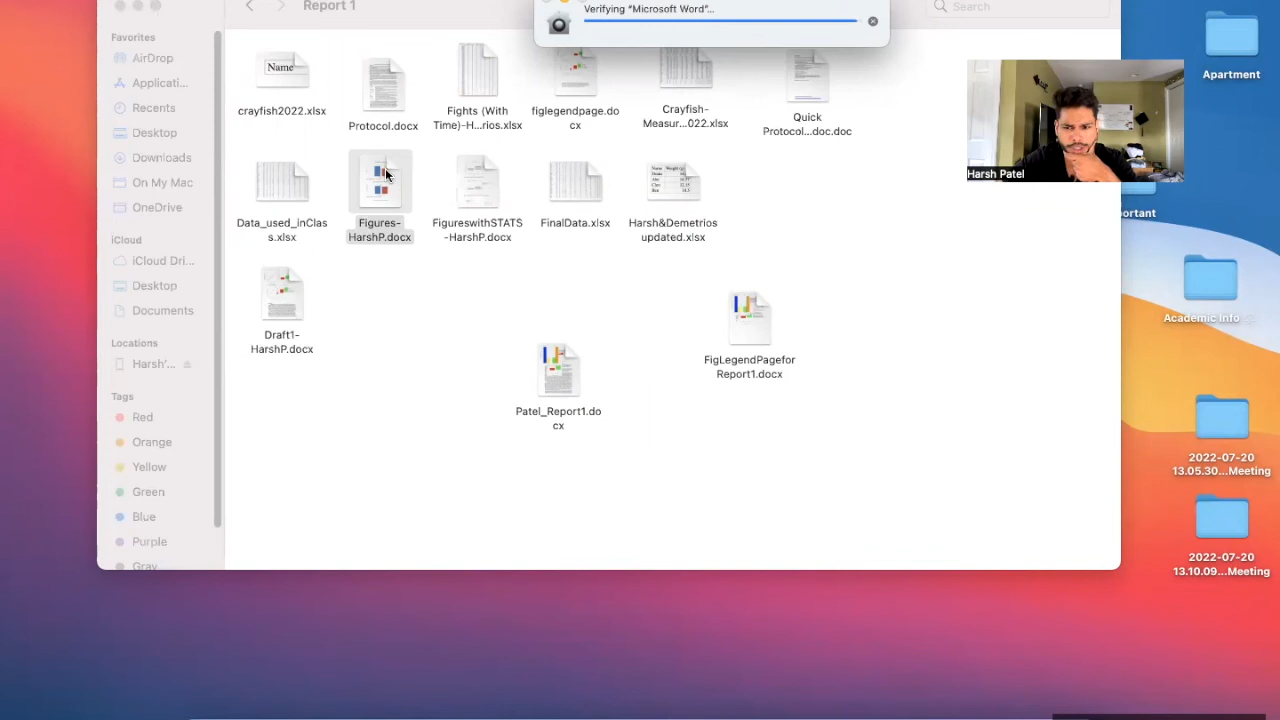 Report 1
Verifying "Microsoft Word"...
Search
Favorites
AirDrop
Applicati...
Recents
Desktop
Downloads
On My Mac
OneDrive
iCloud
iCloud Dri...
Desktop
Documents
Locations
Harsh'...
Tags
Red
Orange
Yellow
Green
Blue
Purple
Gray
Name
crayfish2022.xlsx
Protocol.docx
Fights (With
Time)-H...rios.xlsx
figlegendpage.do
cx
Crayfish-
Measur...022.xlsx
Quick
Protocol...doc.doc
Data_used_inClas
s.xlsx
Figures-
HarshP.docx
FigureswithSTATS
-HarshP.docx
FinalData.xlsx
Harsh&Demetrios
updated.xlsx
Draft1-
HarshP.docx
Patel_Report1.do
cx
FigLegendPagefor
Report1.docx
Harsh Patel
Apartment
portant
Academic Info
2022-07-20
13.05.30...Meeting
2022-07-20
13.10.09...Meeting